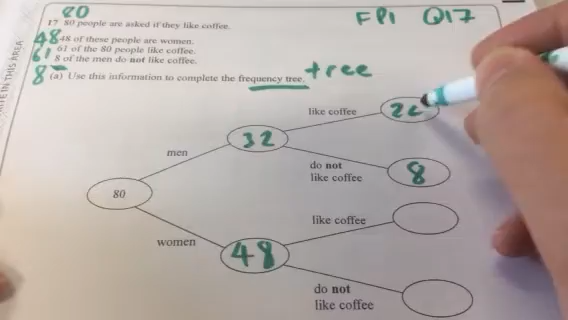 80
FP1 Q17
17 80 people are asked if they like coffee.
48 48 of these people are women.
61 61 of the 80 people like coffee.
8 8 of the men do not like coffee.
(a) Use this information to complete the frequency tree. tree
like coffee
men
32
do not
like coffee
8
80
like coffee
women
48
do not
like coffee